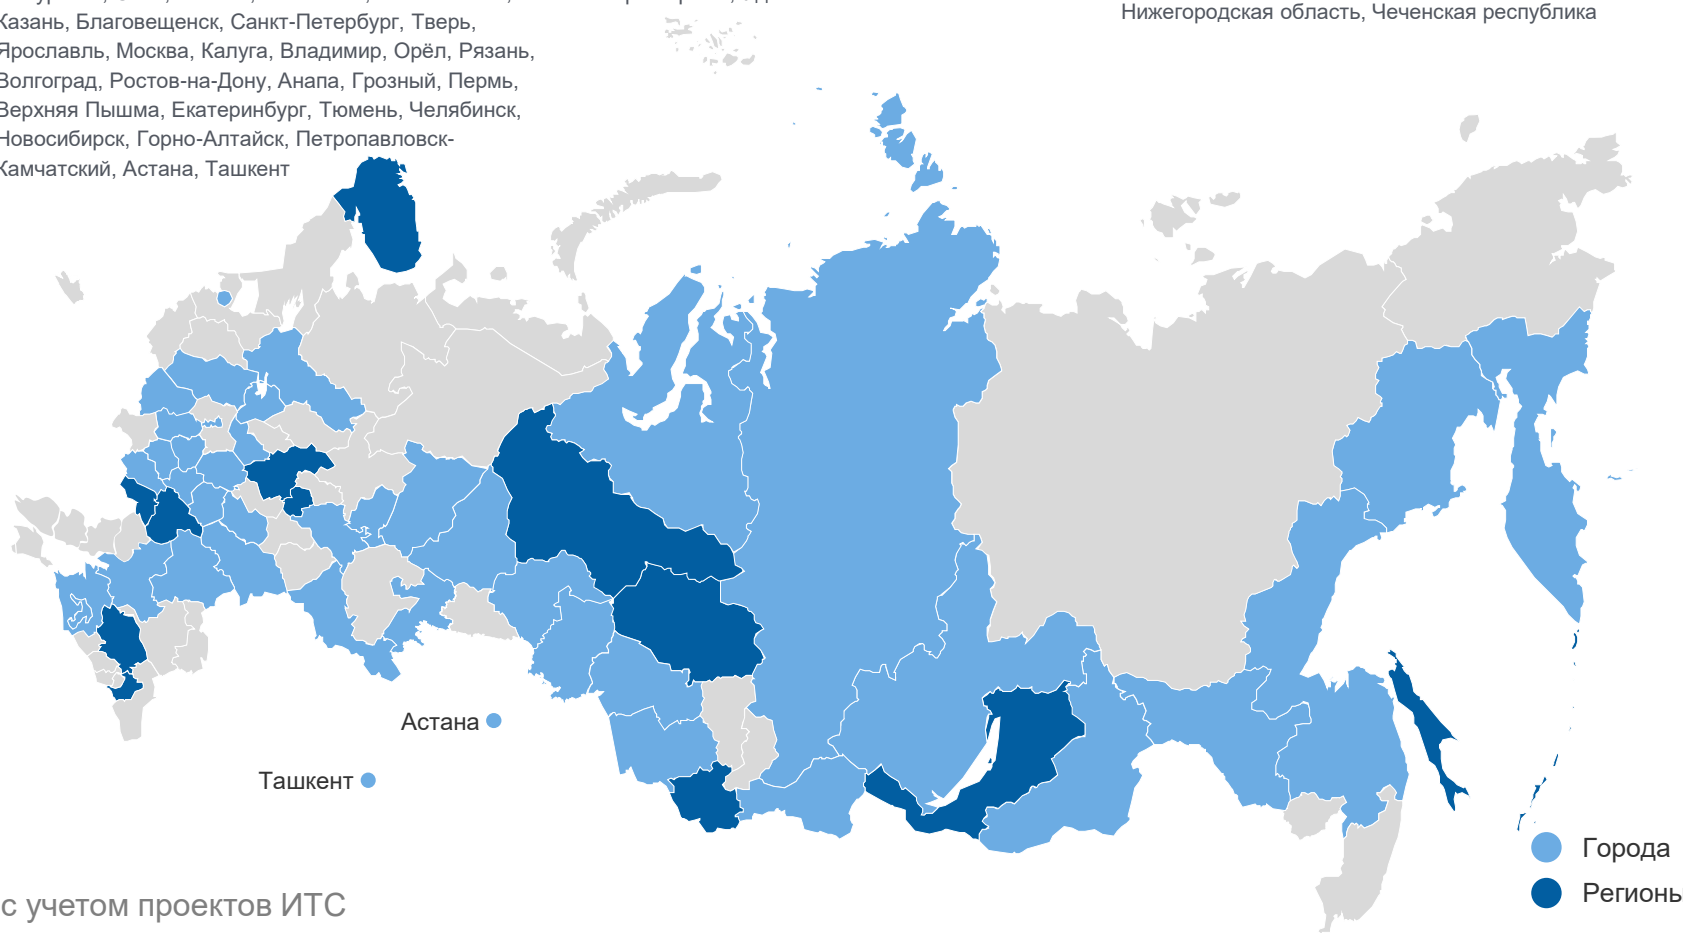 Нижегородская область, Чеченская республика
Казань, Благовещенск, Санкт-Петербург, Тверь,
Ярославль, Москва, Калуга, Владимир, Орёл, Рязань,
Волгоград, Ростов-на-Дону, Анапа, Грозный, Пермь,
Верхняя Пышма, Екатеринбург, Тюмень, Челябинск,
Новосибирск, Горно-Алтайск, Петропавловск-
Камчатский, Астана, Ташкент
Астана
Ташкент
Города
Регионы
с учетом проектов ИТС